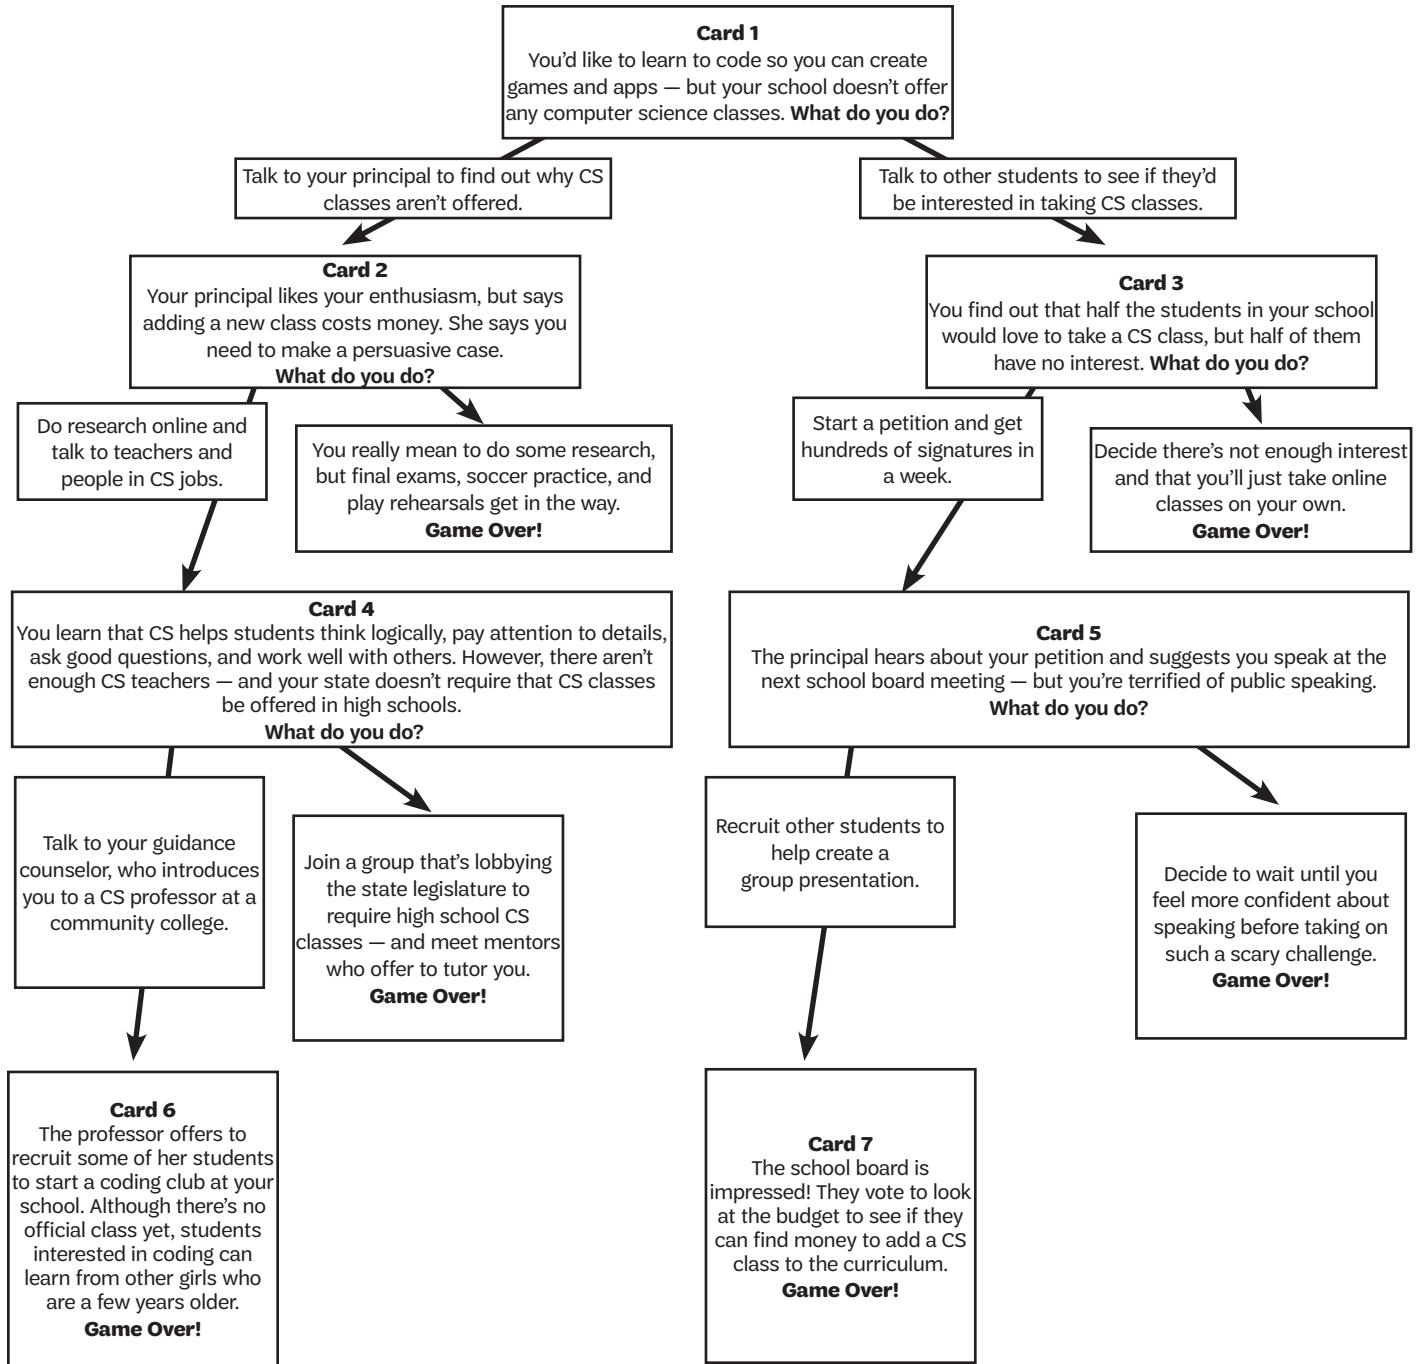 Card 1
You’d like to learn to code so you can create
games and apps — but your school doesn’t offer
any computer science classes. What do you do?
Talk to your principal to find out why CS
classes aren’t offered.
Talk to other students to see if they’d
be interested in taking CS classes.
Card 2
Your principal likes your enthusiasm, but says
adding a new class costs money. She says you
need to make a persuasive case.
What do you do?
Card 3
You find out that half the students in your school
would love to take a CS class, but half of them
have no interest. What do you do?
Do research online and
talk to teachers and
people in CS jobs.
You really mean to do some research,
but final exams, soccer practice, and
play rehearsals get in the way.
Game Over!
Start a petition and get
hundreds of signatures in
a week.
Decide there’s not enough interest
and that you’ll just take online
classes on your own.
Game Over!
Card 4
You learn that CS helps students think logically, pay attention to details,
ask good questions, and work well with others. However, there aren’t
enough CS teachers — and your state doesn’t require that CS classes
be offered in high schools.
What do you do?
Card 5
The principal hears about your petition and suggests you speak at the
next school board meeting — but you’re terrified of public speaking.
What do you do?
Talk to your guidance
counselor, who introduces
you to a CS professor at a
community college.
Join a group that’s lobbying
the state legislature to
require high school CS
classes — and meet mentors
who offer to tutor you.
Game Over!
Recruit other students to
help create a
group presentation.
Decide to wait until you
feel more confident about
speaking before taking on
such a scary challenge.
Game Over!
Card 6
The professor offers to
recruit some of her students
to start a coding club at your
school. Although there’s no
official class yet, students
interested in coding can
learn from other girls who
are a few years older.
Game Over!
Card 7
The school board is
impressed! They vote to look
at the budget to see if they
can find money to add a CS
class to the curriculum.
Game Over!